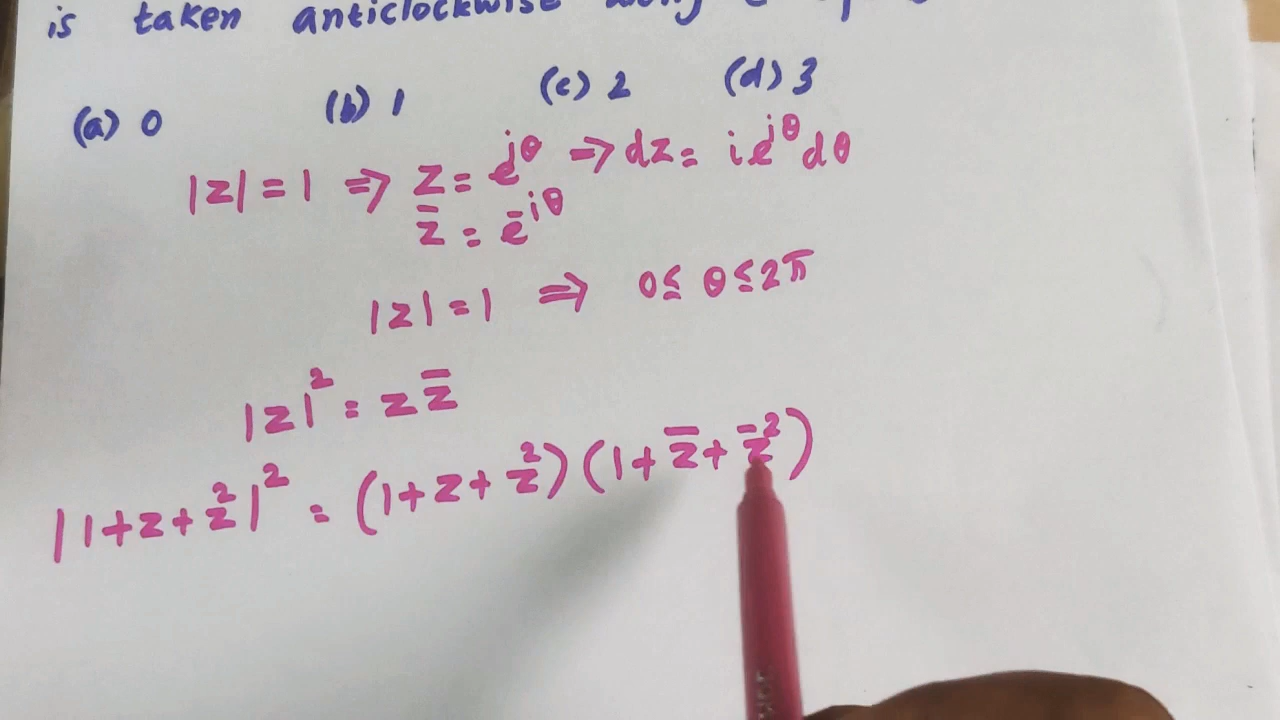 is taken anticlockwise along
(a) 0 (b) 1 (c) 2 (d) 3
|z| = 1 ⇒ z = e^{iθ} ⇒ dz = ie^{iθ}dθ
z̄ = e^{-iθ}
|z| = 1 ⇒ 0 ≤ θ ≤ 2π
|z|² = z z̄
|1+z+z²|² = (1+z+z²)(1+z̄+z̄²)